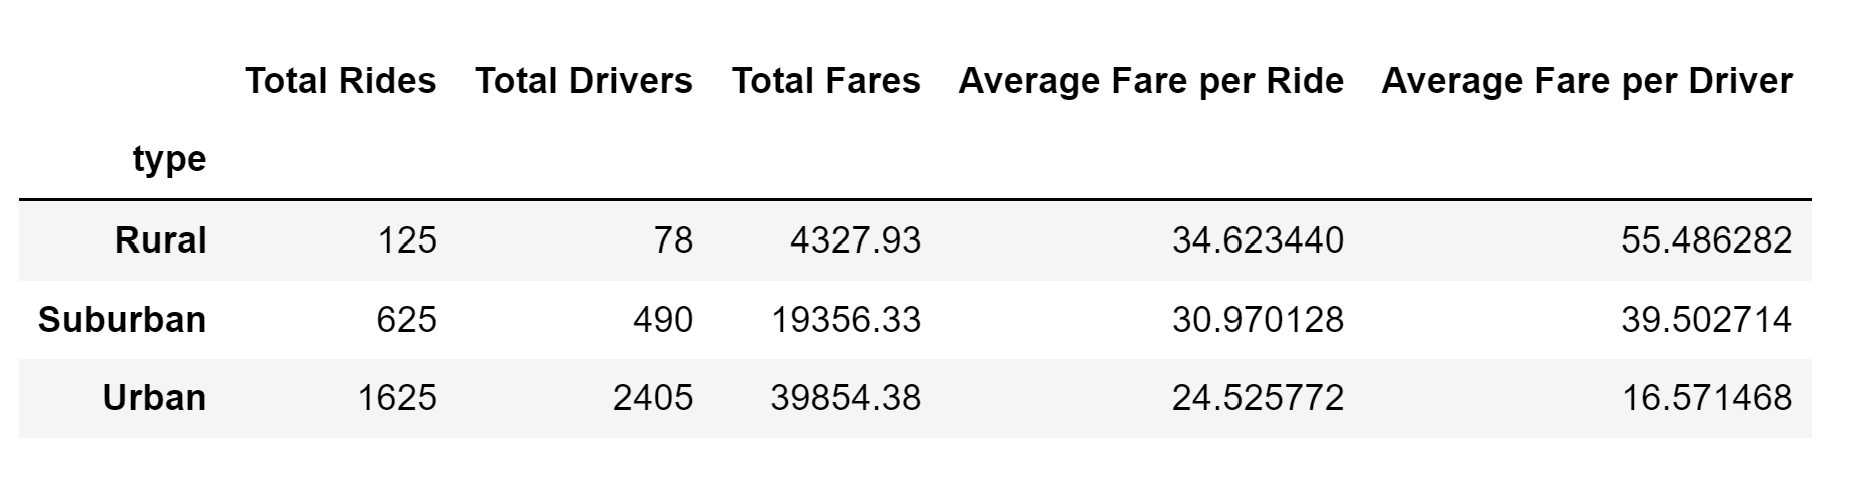 Total Rides Total Drivers Total Fares Average Fare per Ride Average Fare per Driver
type
Rural 125 78 4327.93 34.623440 55.486282
Suburban 625 490 19356.33 30.970128 39.502714
Urban 1625 2405 39854.38 24.525772 16.571468